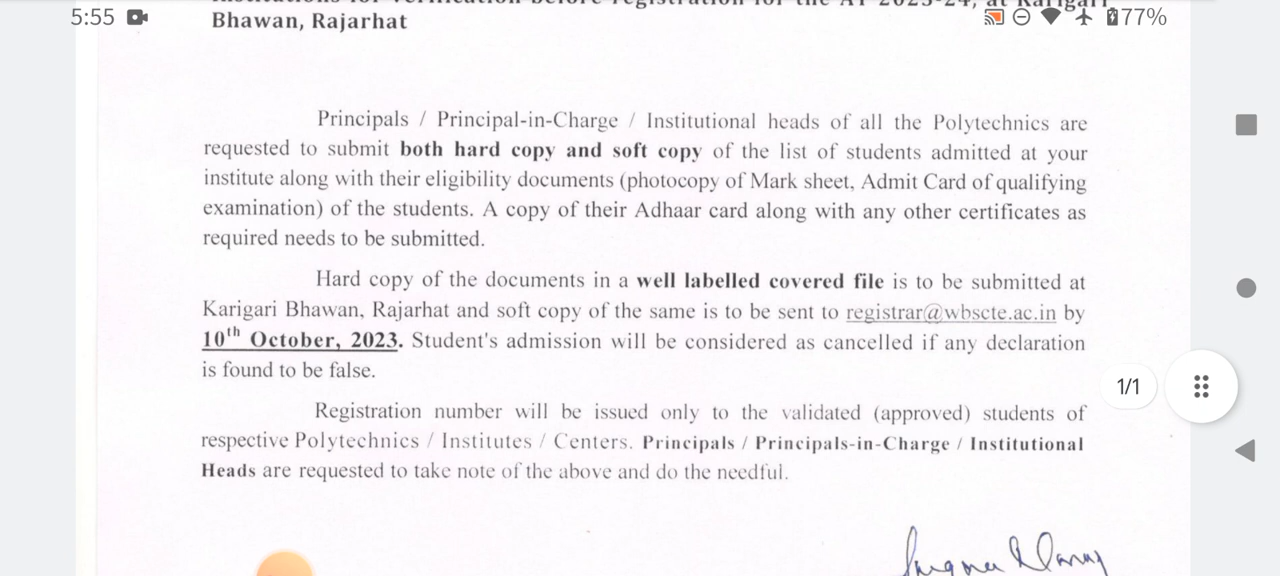 5:55
77%
Bhawan, Rajarhat
Principals / Principal-in-Charge / Institutional heads of all the Polytechnics are
requested to submit both hard copy and soft copy of the list of students admitted at your
institute along with their eligibility documents (photocopy of Mark sheet, Admit Card of qualifying
examination) of the students. A copy of their Adhaar card along with any other certificates as
required needs to be submitted.
Hard copy of the documents in a well labelled covered file is to be submitted at
Karigari Bhawan, Rajarhat and soft copy of the same is to be sent to registrar@wbscte.ac.in by
10th October, 2023. Student's admission will be considered as cancelled if any declaration
is found to be false.
1/1
Registration number will be issued only to the validated (approved) students of
respective Polytechnics / Institutes / Centers. Principals / Principals-in-Charge / Institutional
Heads are requested to take note of the above and do the needful.